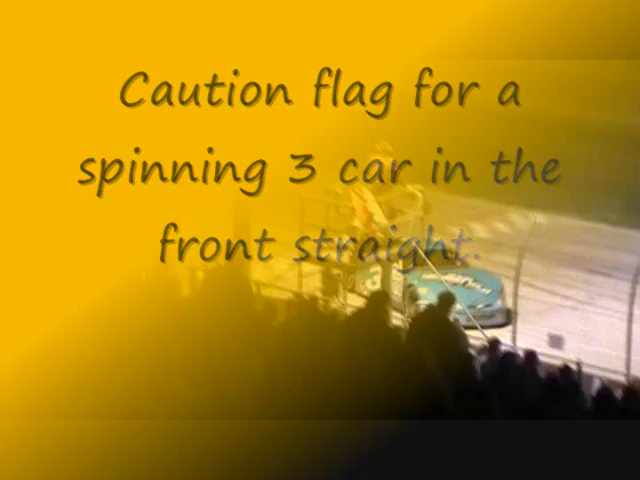 Caution flag for a
spinning 3 car in the
front straight.